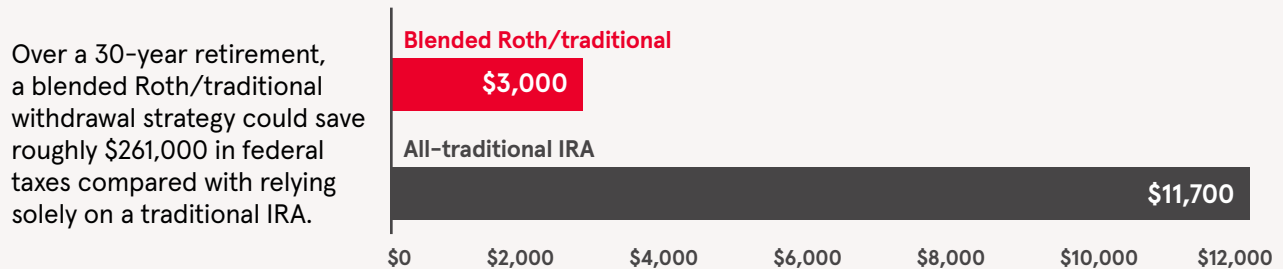 Over a 30-year retirement,
a blended Roth/traditional
withdrawal strategy could save
roughly $261,000 in federal
taxes compared with relying
solely on a traditional IRA.
Blended Roth/traditional
$3,000
All-traditional IRA
$11,700
$0 $2,000 $4,000 $6,000 $8,000 $10,000 $12,000